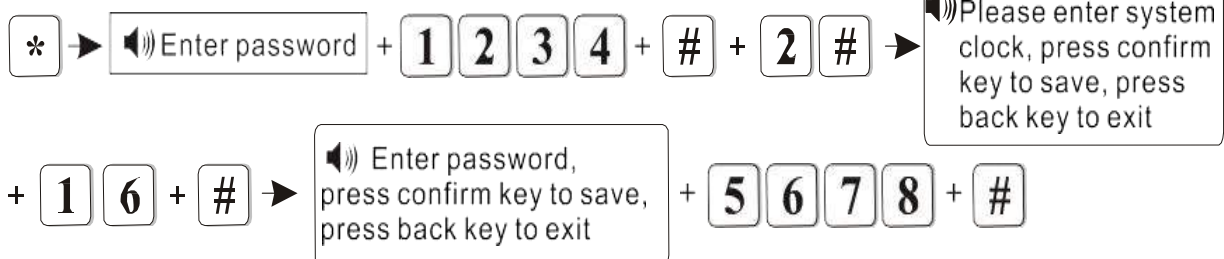 * Enter password + 1 2 3 4 + # + 2 # Please enter system
clock, press confirm
key to save, press
back key to exit
+ 1 6 + # Enter password,
press confirm key to save,
press back key to exit + 5 6 7 8 + #